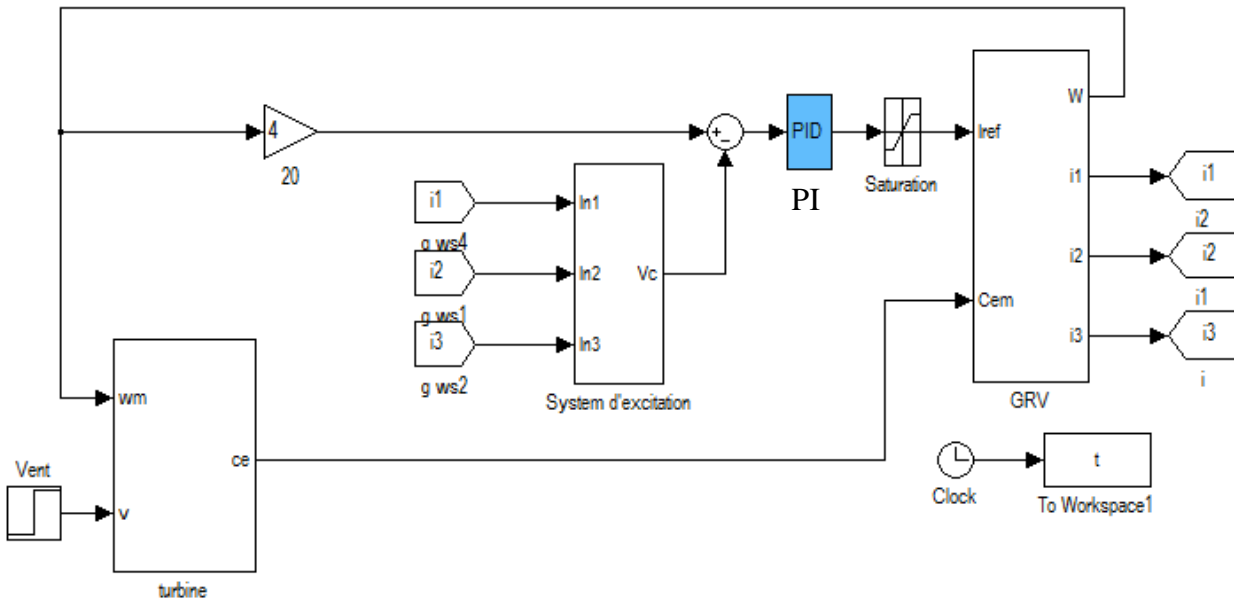 W
4
20
+
−
PID
PI
Saturation
Iref
i1
i1
i2
i1
g ws4
In1
i2
i2
i1
i2
g ws1
In2
Vc
Cem
i3
i3
i
i3
g ws2
In3
System d'excitation
GRV
wm
ce
Vent
v
turbine
Clock
t
To Workspace1